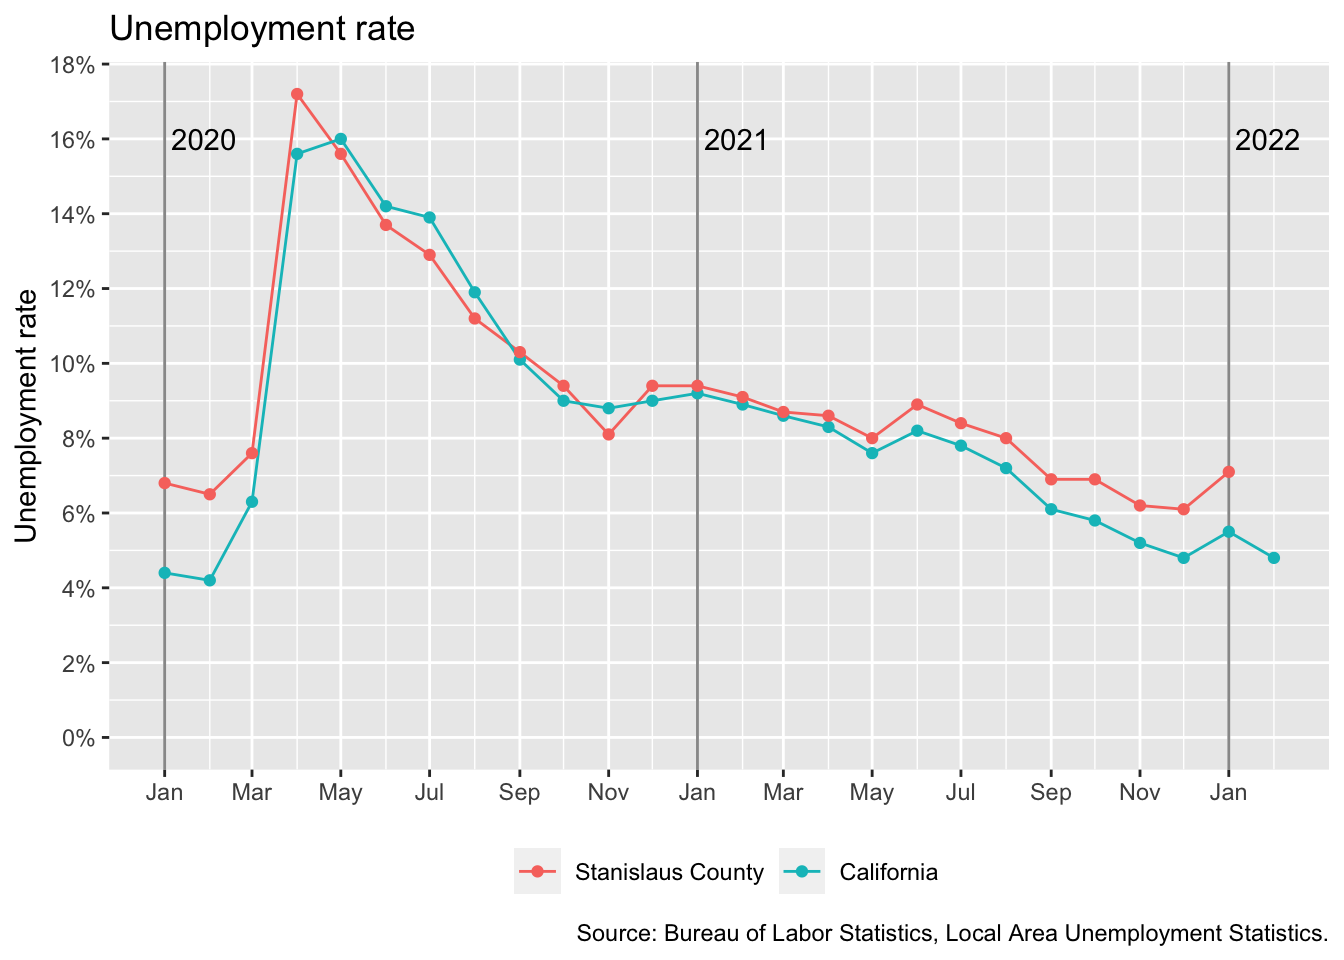 Unemployment rate
18%
16%
14%
12%
10%
8%
6%
4%
2%
0%
Unemployment rate
2020 2021 2022
Jan Mar May Jul Sep Nov Jan Mar May Jul Sep Nov Jan
Stanislaus County California
Source: Bureau of Labor Statistics, Local Area Unemployment Statistics.